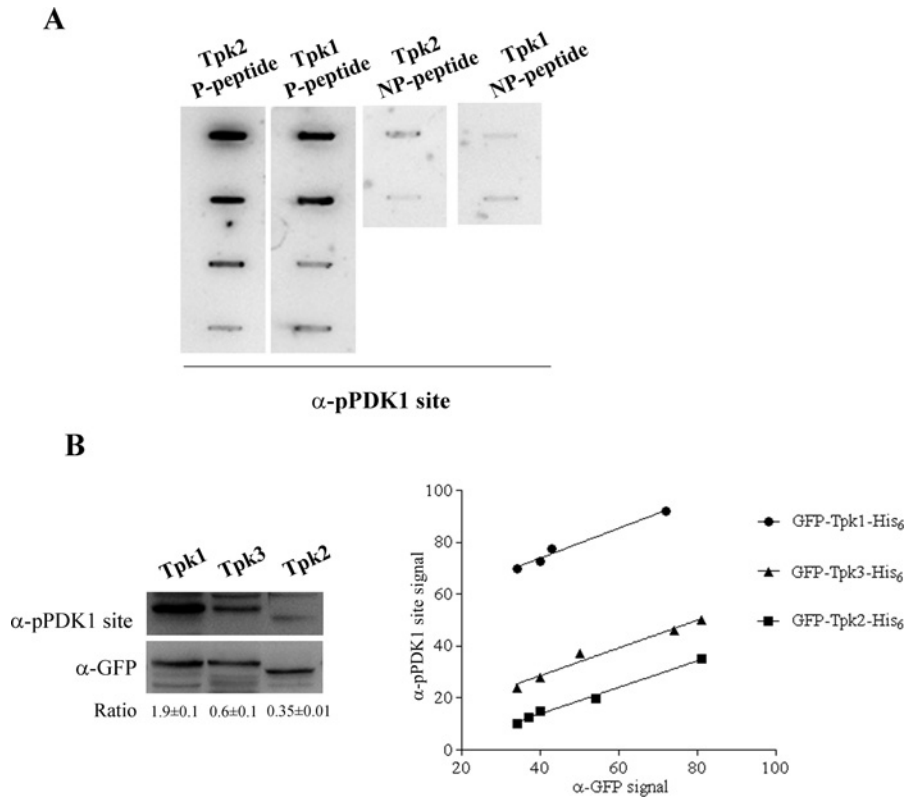 A
Tpk2
P-peptide
Tpk1
P-peptide
Tpk2
NP-peptide
Tpk1
NP-peptide
α-pPDK1 site
B
Tpk1
Tpk3
Tpk2
α-pPDK1 site
α-GFP
Ratio 1.9±0.1 0.6±0.1 0.35±0.01
α-pPDK1 site signal
100
80
60
40
20
0
20 40 60 80 100
α-GFP signal
GFP-Tpk1-His₆
GFP-Tpk3-His₆
GFP-Tpk2-His₆